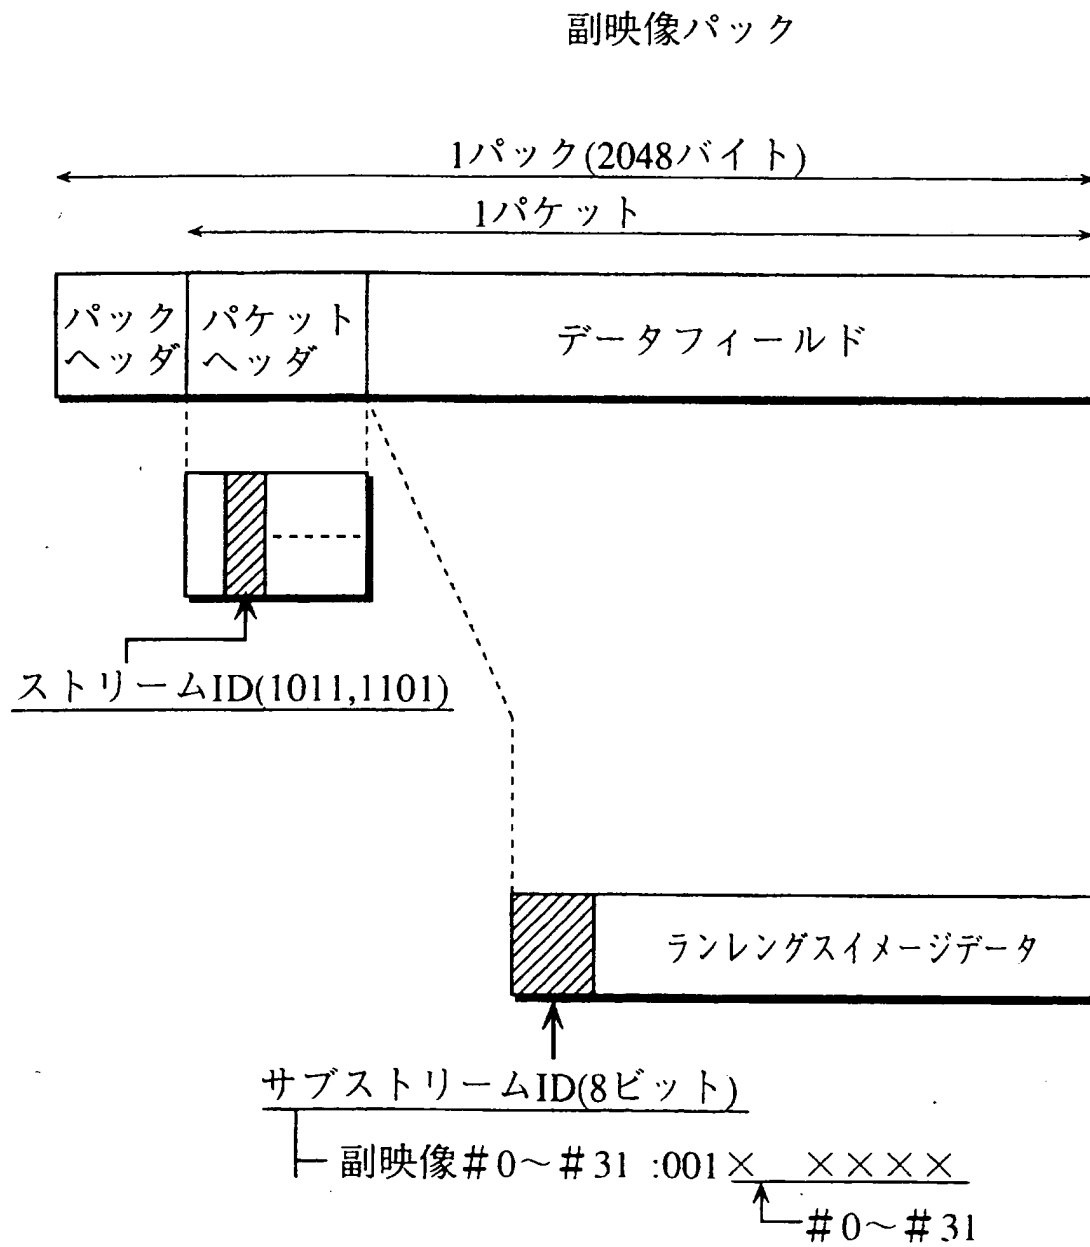 副映像パック
1パック(2048バイト)
1パケット
パック
ヘッダ
パケット
ヘッダ
データフィールド
ストリームID(1011,1101)
ランレングスイメージデータ
サブストリームID(8ビット)
副映像#0～#31 :001× ××××
#0～#31